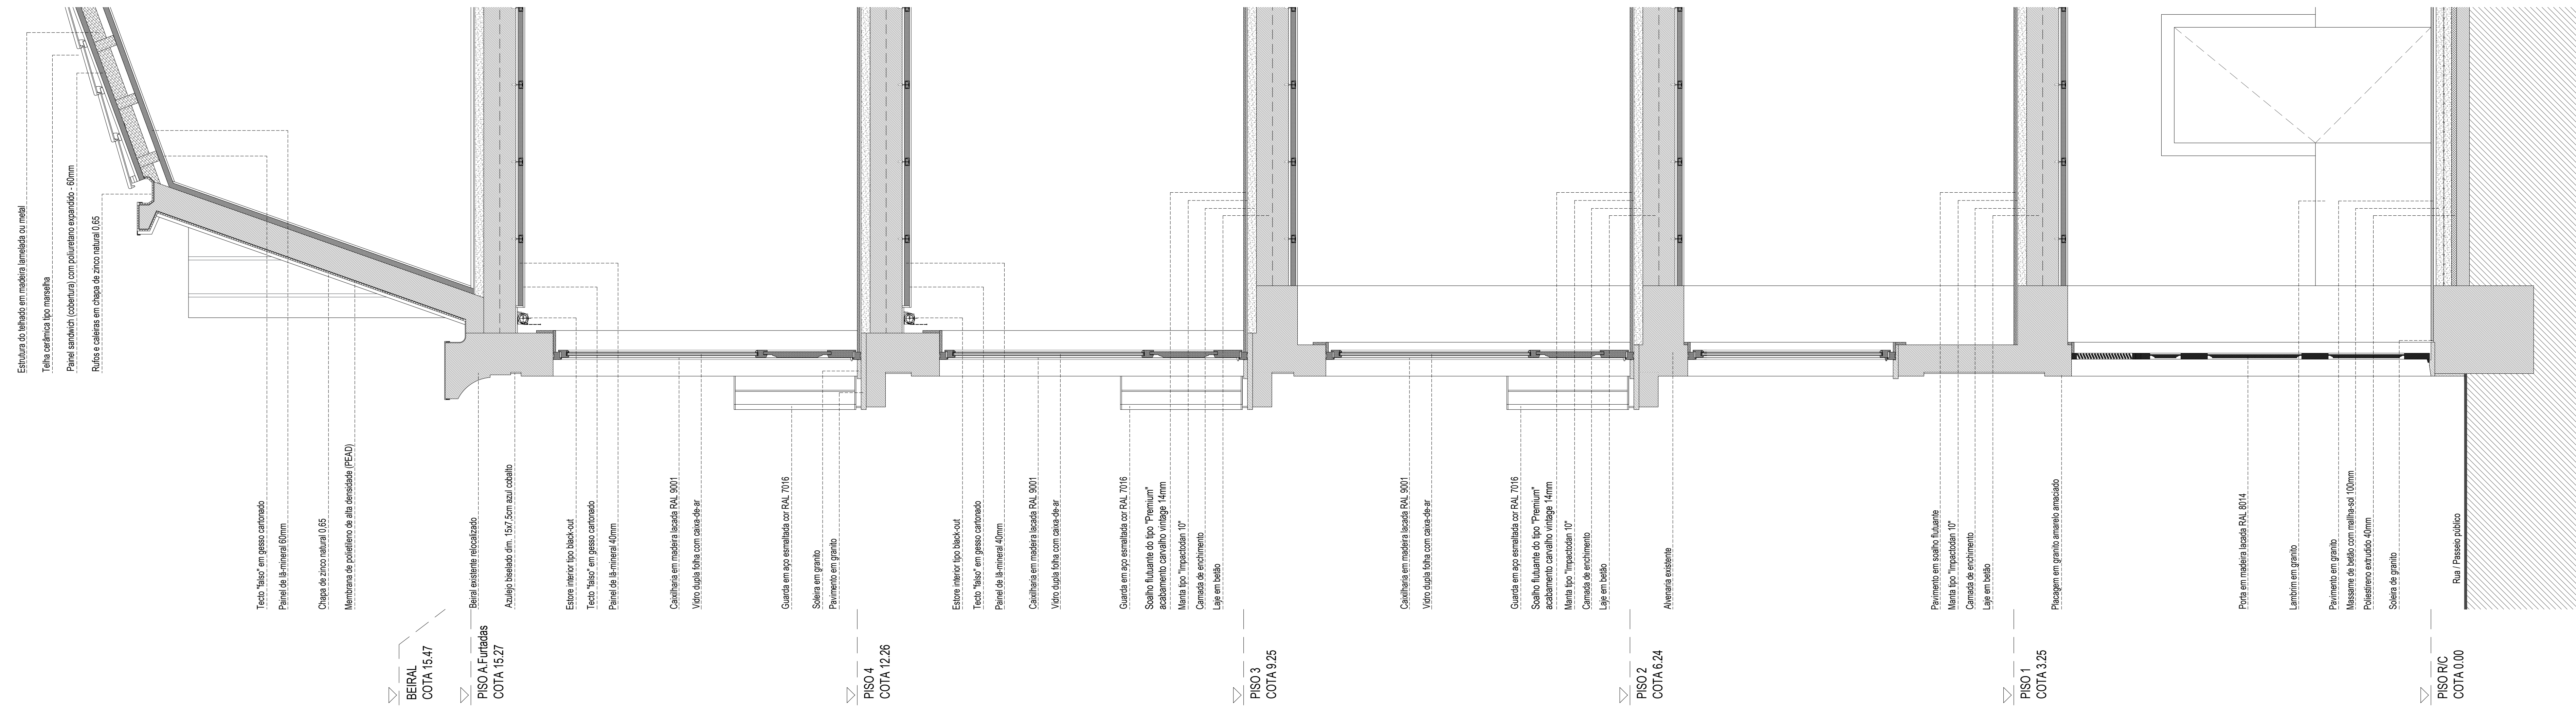 Estrutura do telhado em madeira lamelada ou metal
Telha cerâmica tipo marselha
Painel sandwich (cobertura) com poliuretano expandido - 60mm
Rufos e caleiras em chapa de zinco natural 0,65
Tecto "falso" em gesso cartonado
Painel de lã-mineral 60mm
Chapa de zinco natural 0,65
Membrana de polietileno de alta densidade (PEAD)
Beiral existente relocalizado
Azulejo biselado dim. 15x7,5cm azul cobalto
Estore interior tipo black-out
Tecto "falso" em gesso cartonado
Painel de lã-mineral 40mm
Caixilharia em madeira lacada RAL 9001
Vidro dupla folha com caixa-de-ar
Guarda em aço esmaltada cor RAL 7016
Soleira em granito
Pavimento em granito
Estore interior tipo black-out
Tecto "falso" em gesso cartonado
Painel de lã-mineral 40mm
Caixilharia em madeira lacada RAL 9001
Vidro dupla folha com caixa-de-ar
Guarda em aço esmaltada cor RAL 7016
Soalho flutuante do tipo "Premium"
acabamento carvalho vintage 14mm
Manta tipo "Impactodan 10"
Camada de enchimento
Laje em betão
Caixilharia em madeira lacada RAL 9001
Vidro dupla folha com caixa-de-ar
Guarda em aço esmaltada cor RAL 7016
Soalho flutuante do tipo "Premium"
acabamento carvalho vintage 14mm
Manta tipo "Impactodan 10"
Camada de enchimento
Laje em betão
Alvenaria existente
Pavimento em soalho flutuante
Manta tipo "Impactodan 10"
Camada de enchimento
Laje em betão
Placagem em granito amarelo amaciado
Porta em madeira lacada RAL 8014
Lambrim em granito
Pavimento em granito
Massame de betão com mallha-sol 100mm
Poliestireno extrudido 40mm
Soleira de granito
Rua / Passeio público
BEIRAL
COTA 15.47
PISO A.Furtadas
COTA 15.27
PISO 4
COTA 12.26
PISO 3
COTA 9.25
PISO 2
COTA 6.24
PISO 1
COTA 3.25
PISO R/C
COTA 0.00